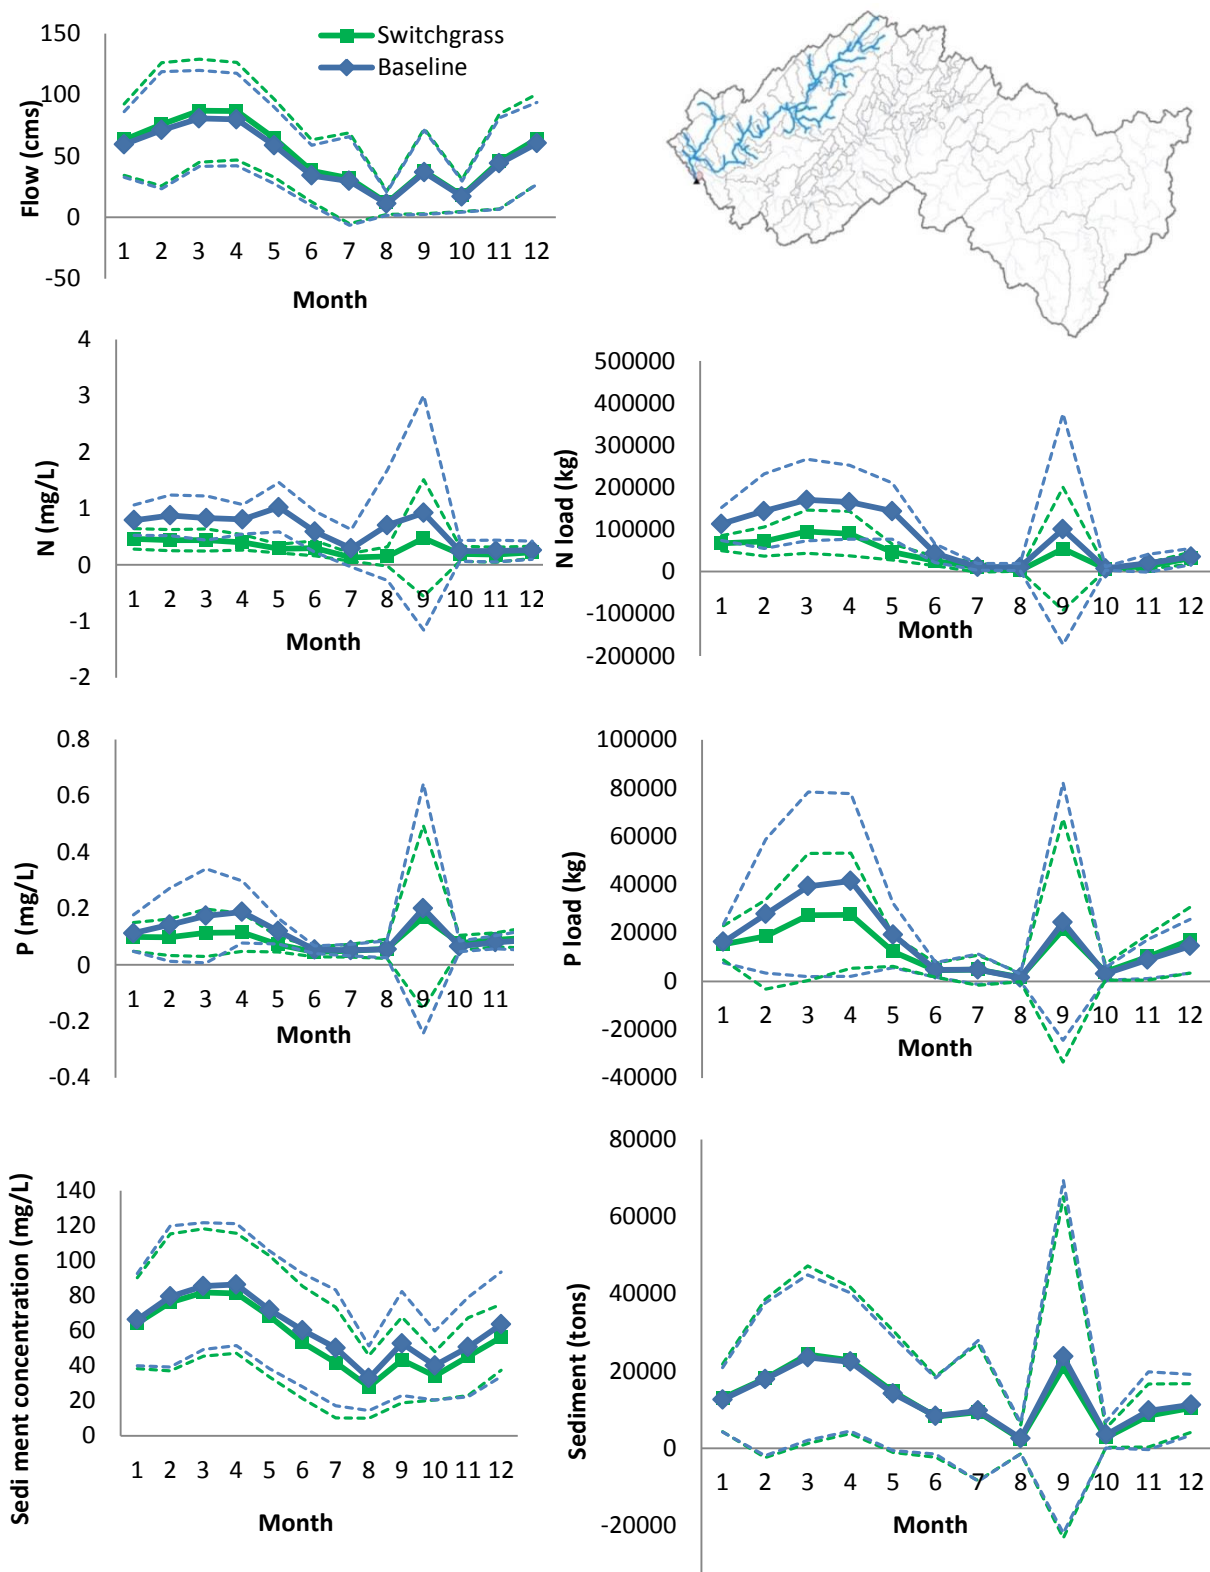 Switchgrass
Baseline
Flow (cms)
150
100
50
0
-50
1 2 3 4 5 6 7 8 9 10 11 12
Month
N (mg/L)
4
3
2
1
0
-1
-2
1 2 3 4 5 6 7 8 9 10 11 12
Month
N load (kg)
500000
400000
300000
200000
100000
0
-100000
-200000
1 2 3 4 5 6 7 8 9 10 11 12
Month
P (mg/L)
0.8
0.6
0.4
0.2
0
-0.2
-0.4
1 2 3 4 5 6 7 8 9 10 11
Month
P load (kg)
100000
80000
60000
40000
20000
0
-20000
-40000
1 2 3 4 5 6 7 8 9 10 11 12
Month
Sedi ment concentration (mg/L)
140
120
100
80
60
40
20
0
1 2 3 4 5 6 7 8 9 10 11 12
Month
Sediment (tons)
80000
60000
40000
20000
0
-20000
1 2 3 4 5 6 7 8 9 10 11 12
Month